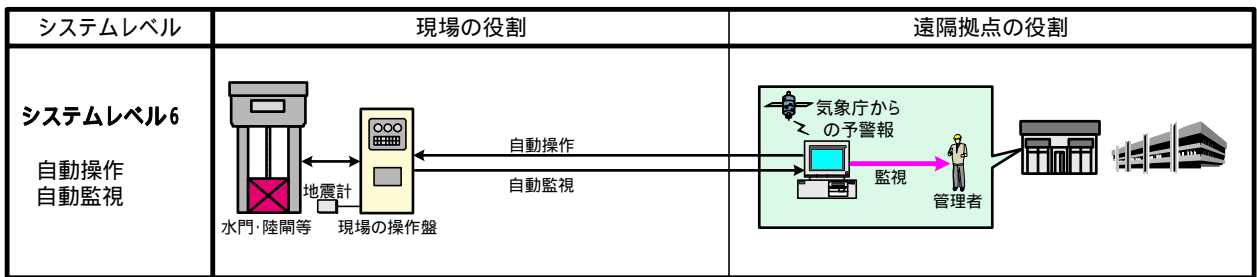 システムレベル
現場の役割
遠隔拠点の役割
システムレベル6
自動操作
自動監視
地震計
水門・陸閘等
現場の操作盤
自動操作
自動監視
気象庁から
の予警報
監視
管理者